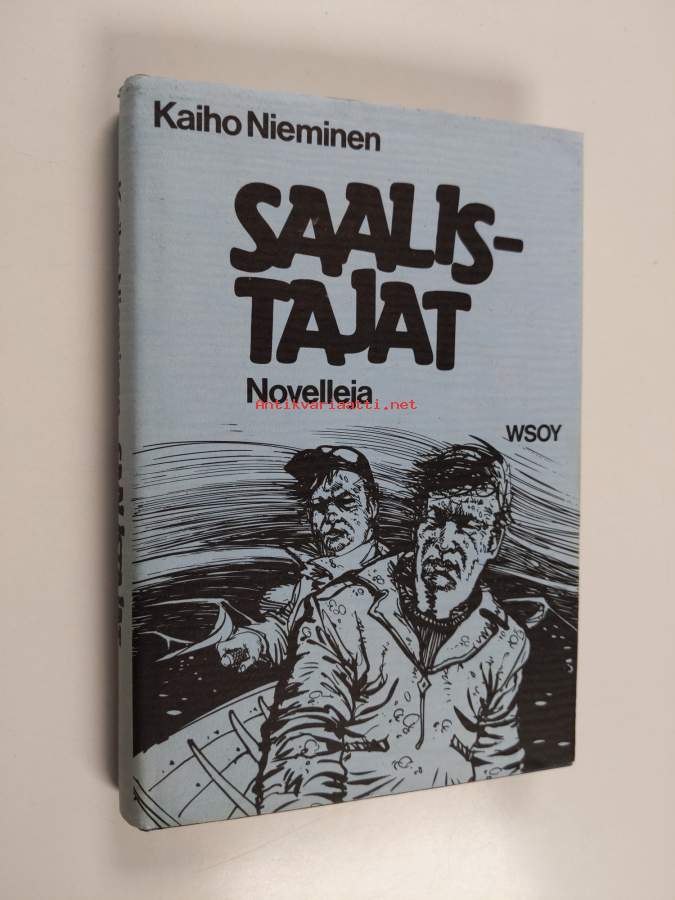 Kaiho Nieminen
SAALIS-
TAJAT
Novelleja
Antikvariaatti.net
WSOY